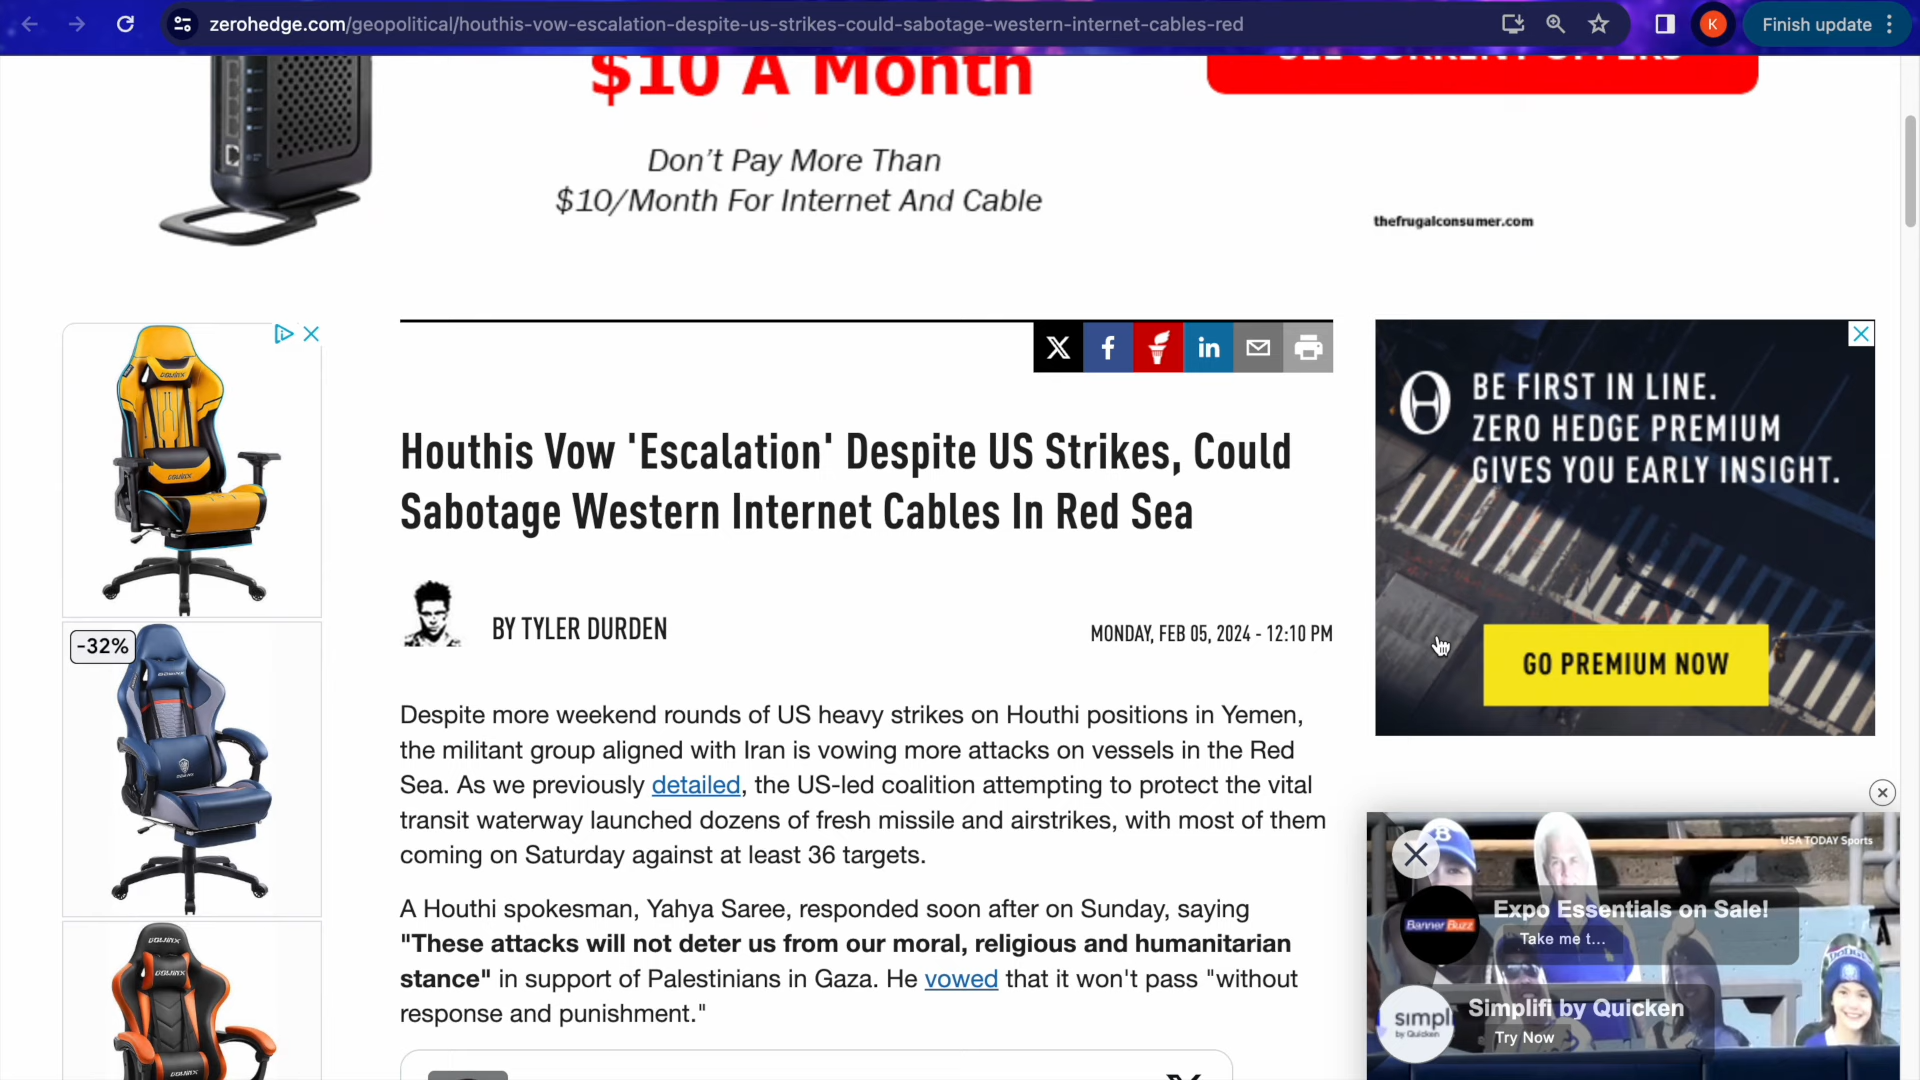 zerohedge.com/geopolitical/houthis-vow-escalation-despite-us-strikes-could-sabotage-western-internet-cables-red
K
Finish update
$10 A Month
SEE CURRENT OFFERS
Don't Pay More Than
$10/Month For Internet And Cable
thefrugalconsumer.com
Houthis Vow 'Escalation' Despite US Strikes, Could
Sabotage Western Internet Cables In Red Sea
BY TYLER DURDEN
MONDAY, FEB 05, 2024 - 12:10 PM
Despite more weekend rounds of US heavy strikes on Houthi positions in Yemen,
the militant group aligned with Iran is vowing more attacks on vessels in the Red
Sea. As we previously detailed, the US-led coalition attempting to protect the vital
transit waterway launched dozens of fresh missile and airstrikes, with most of them
coming on Saturday against at least 36 targets.
A Houthi spokesman, Yahya Saree, responded soon after on Sunday, saying
"These attacks will not deter us from our moral, religious and humanitarian
stance" in support of Palestinians in Gaza. He vowed that it won't pass "without
response and punishment."
-32%
BE FIRST IN LINE.
ZERO HEDGE PREMIUM
GIVES YOU EARLY INSIGHT.
GO PREMIUM NOW
USA TODAY Sports
B
Banner Buzz
Expo Essentials on Sale!
Take me t...
simpli
by Quicken
Simplifi by Quicken
Try Now